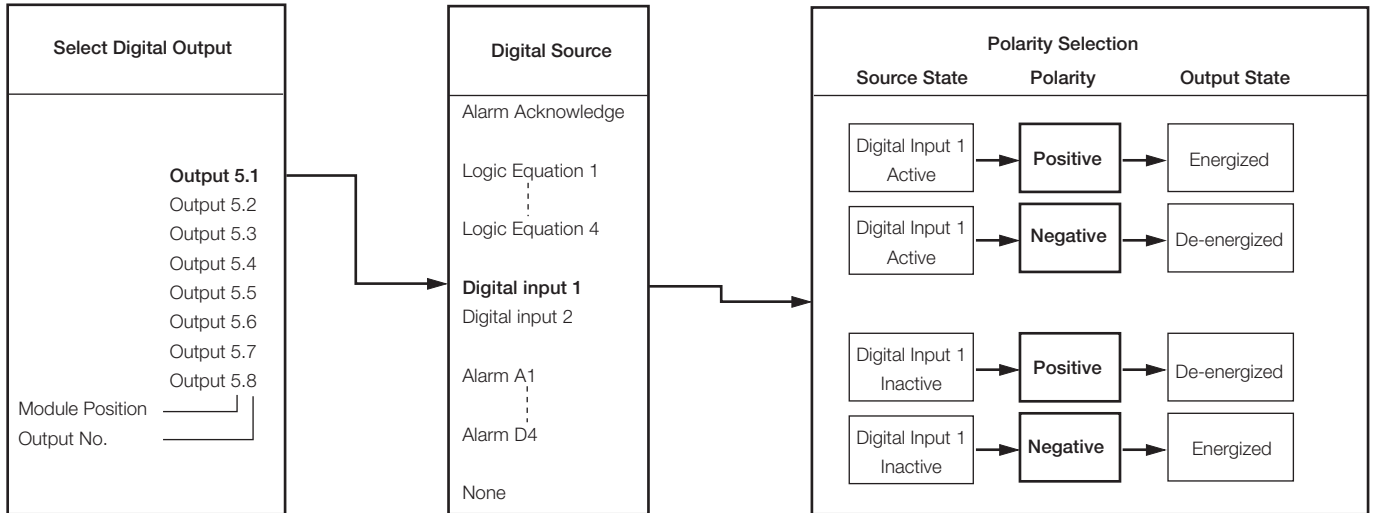 Select Digital Output
Output 5.1
Output 5.2
Output 5.3
Output 5.4
Output 5.5
Output 5.6
Output 5.7
Output 5.8
Module Position
Output No.
Digital Source
Alarm Acknowledge
Logic Equation 1
Logic Equation 4
Digital input 1
Digital input 2
Alarm A1
Alarm D4
None
Polarity Selection
Source State Polarity Output State
Digital Input 1
Active
Positive
Energized
Digital Input 1
Active
Negative
De-energized
Digital Input 1
Inactive
Positive
De-energized
Digital Input 1
Inactive
Negative
Energized